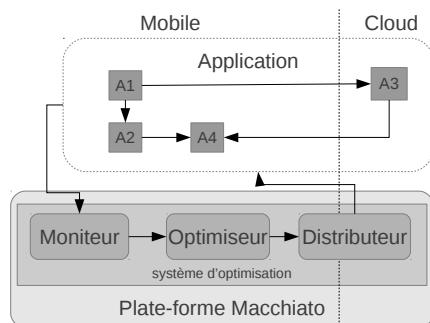 Mobile
Cloud
Application
A1
A3
A2
A4
Moniteur
Optimiseur
Distributeur
système d'optimisation
Plate-forme Macchiato